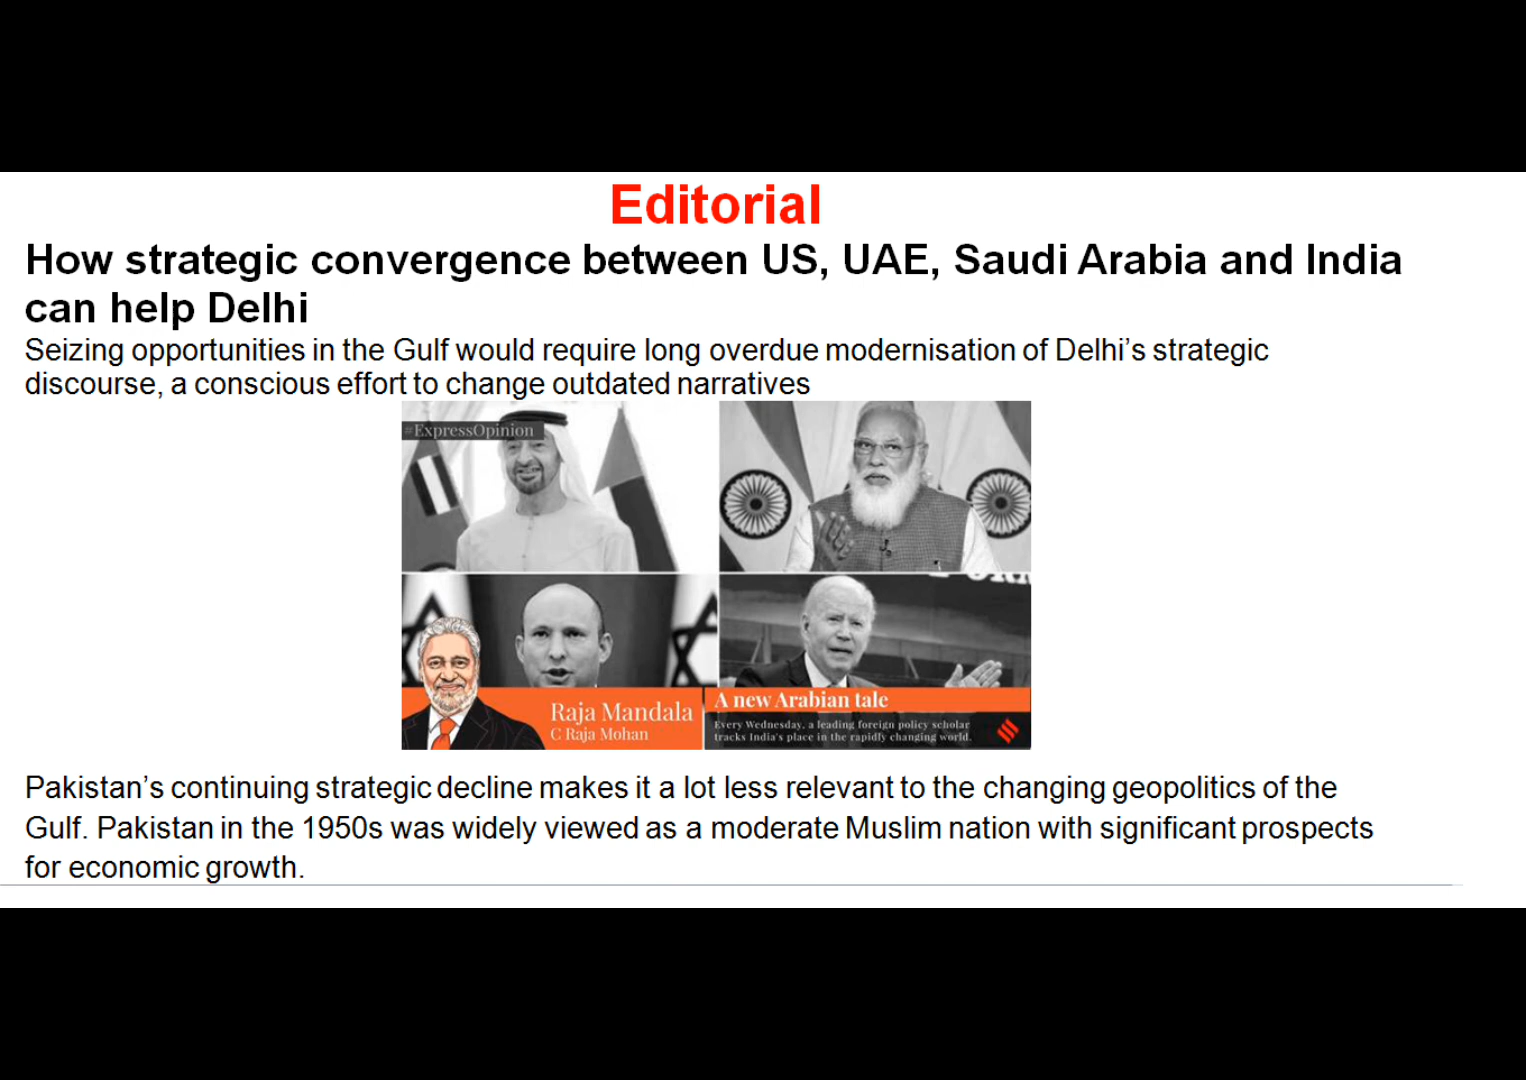 Editorial
How strategic convergence between US, UAE, Saudi Arabia and India
can help Delhi
Seizing opportunities in the Gulf would require long overdue modernisation of Delhi’s strategic
discourse, a conscious effort to change outdated narratives
#ExpressOpinion
Raja Mandala
C Raja Mohan
A new Arabian tale
Every Wednesday, a leading foreign policy scholar
tracks India's place in the rapidly changing world.
Pakistan’s continuing strategic decline makes it a lot less relevant to the changing geopolitics of the
Gulf. Pakistan in the 1950s was widely viewed as a moderate Muslim nation with significant prospects
for economic growth.